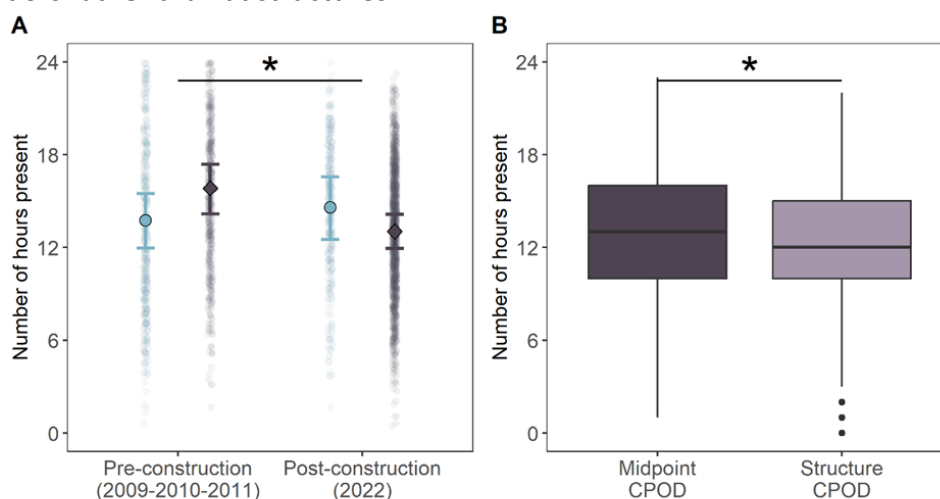 A
*
Number of hours present
24
18
12
6
0
Pre-construction
(2009-2010-2011)
Post-construction
(2022)
B
*
Number of hours present
24
18
12
6
0
Midpoint
CPOD
Structure
CPOD